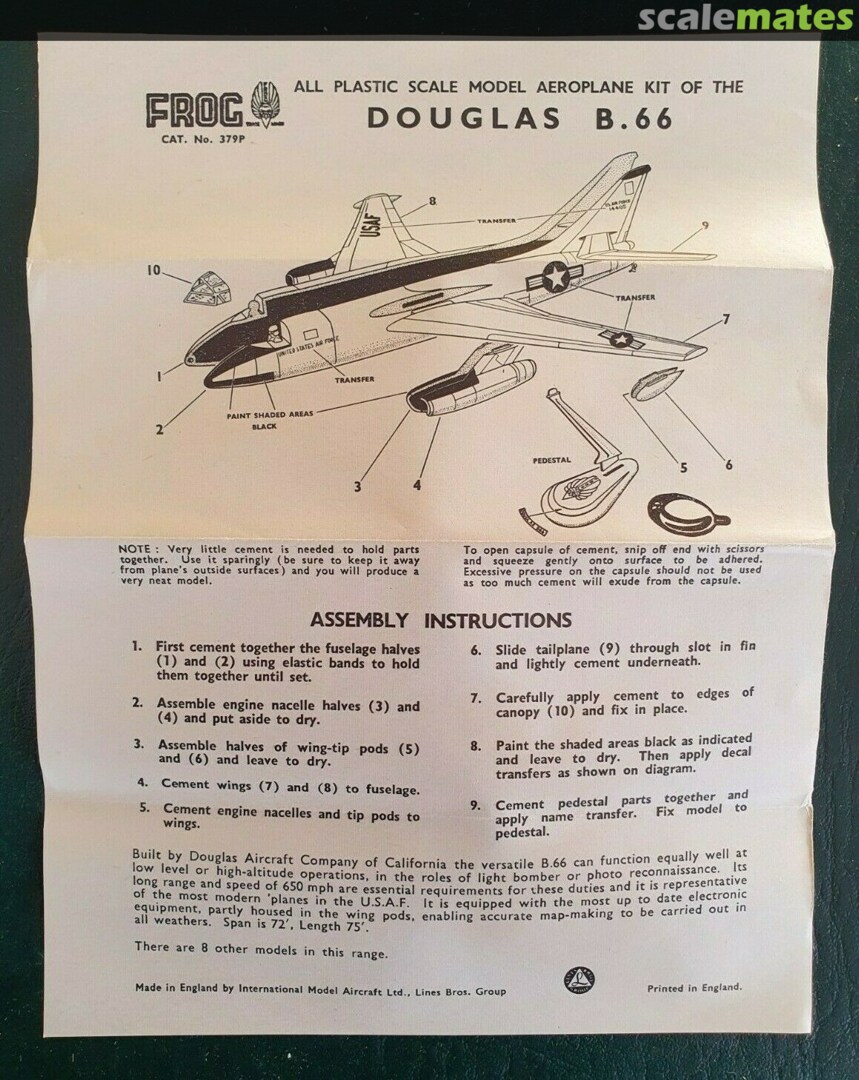 scalemates
FROG
CAT. No. 379P
ALL PLASTIC SCALE MODEL AEROPLANE KIT OF THE
DOUGLAS B.66
8
TRANSFER
USAF
U.S. AIR FORCE
9
10
TRANSFER
7
UNITED STATES AIR FORCE
1
TRANSFER
2
PAINT SHADED AREAS
BLACK
3
4
PEDESTAL
5
6
NOTE : Very little cement is needed to hold parts
together. Use it sparingly (be sure to keep it away
from plane's outside surfaces) and you will produce a
very neat model.
To open capsule of cement, snip off end with scissors
and squeeze gently onto surface to be adhered.
Excessive pressure on the capsule should not be used
as too much cement will exude from the capsule.
ASSEMBLY INSTRUCTIONS
1. First cement together the fuselage halves
(1) and (2) using elastic bands to hold
them together until set.
2. Assemble engine nacelle halves (3) and
(4) and put aside to dry.
3. Assemble halves of wing-tip pods (5)
and (6) and leave to dry.
4. Cement wings (7) and (8) to fuselage.
5. Cement engine nacelles and tip pods to
wings.
6. Slide tailplane (9) through slot in fin
and lightly cement underneath.
7. Carefully apply cement to edges of
canopy (10) and fix in place.
8. Paint the shaded areas black as indicated
and leave to dry. Then apply decal
transfers as shown on diagram.
9. Cement pedestal parts together and
apply name transfer. Fix model to
pedestal.
Built by Douglas Aircraft Company of California the versatile B.66 can function equally well at
low level or high-altitude operations, in the roles of light bomber or photo reconnaissance. Its
long range and speed of 650 mph are essential requirements for these duties and it is representative
of the most modern 'planes in the U.S.A.F. It is equipped with the most up to date electronic
equipment, partly housed in the wing pods, enabling accurate map-making to be carried out in
all weathers. Span is 72', Length 75'.
There are 8 other models in this range.
Made in England by International Model Aircraft Ltd., Lines Bros. Group
Printed in England.